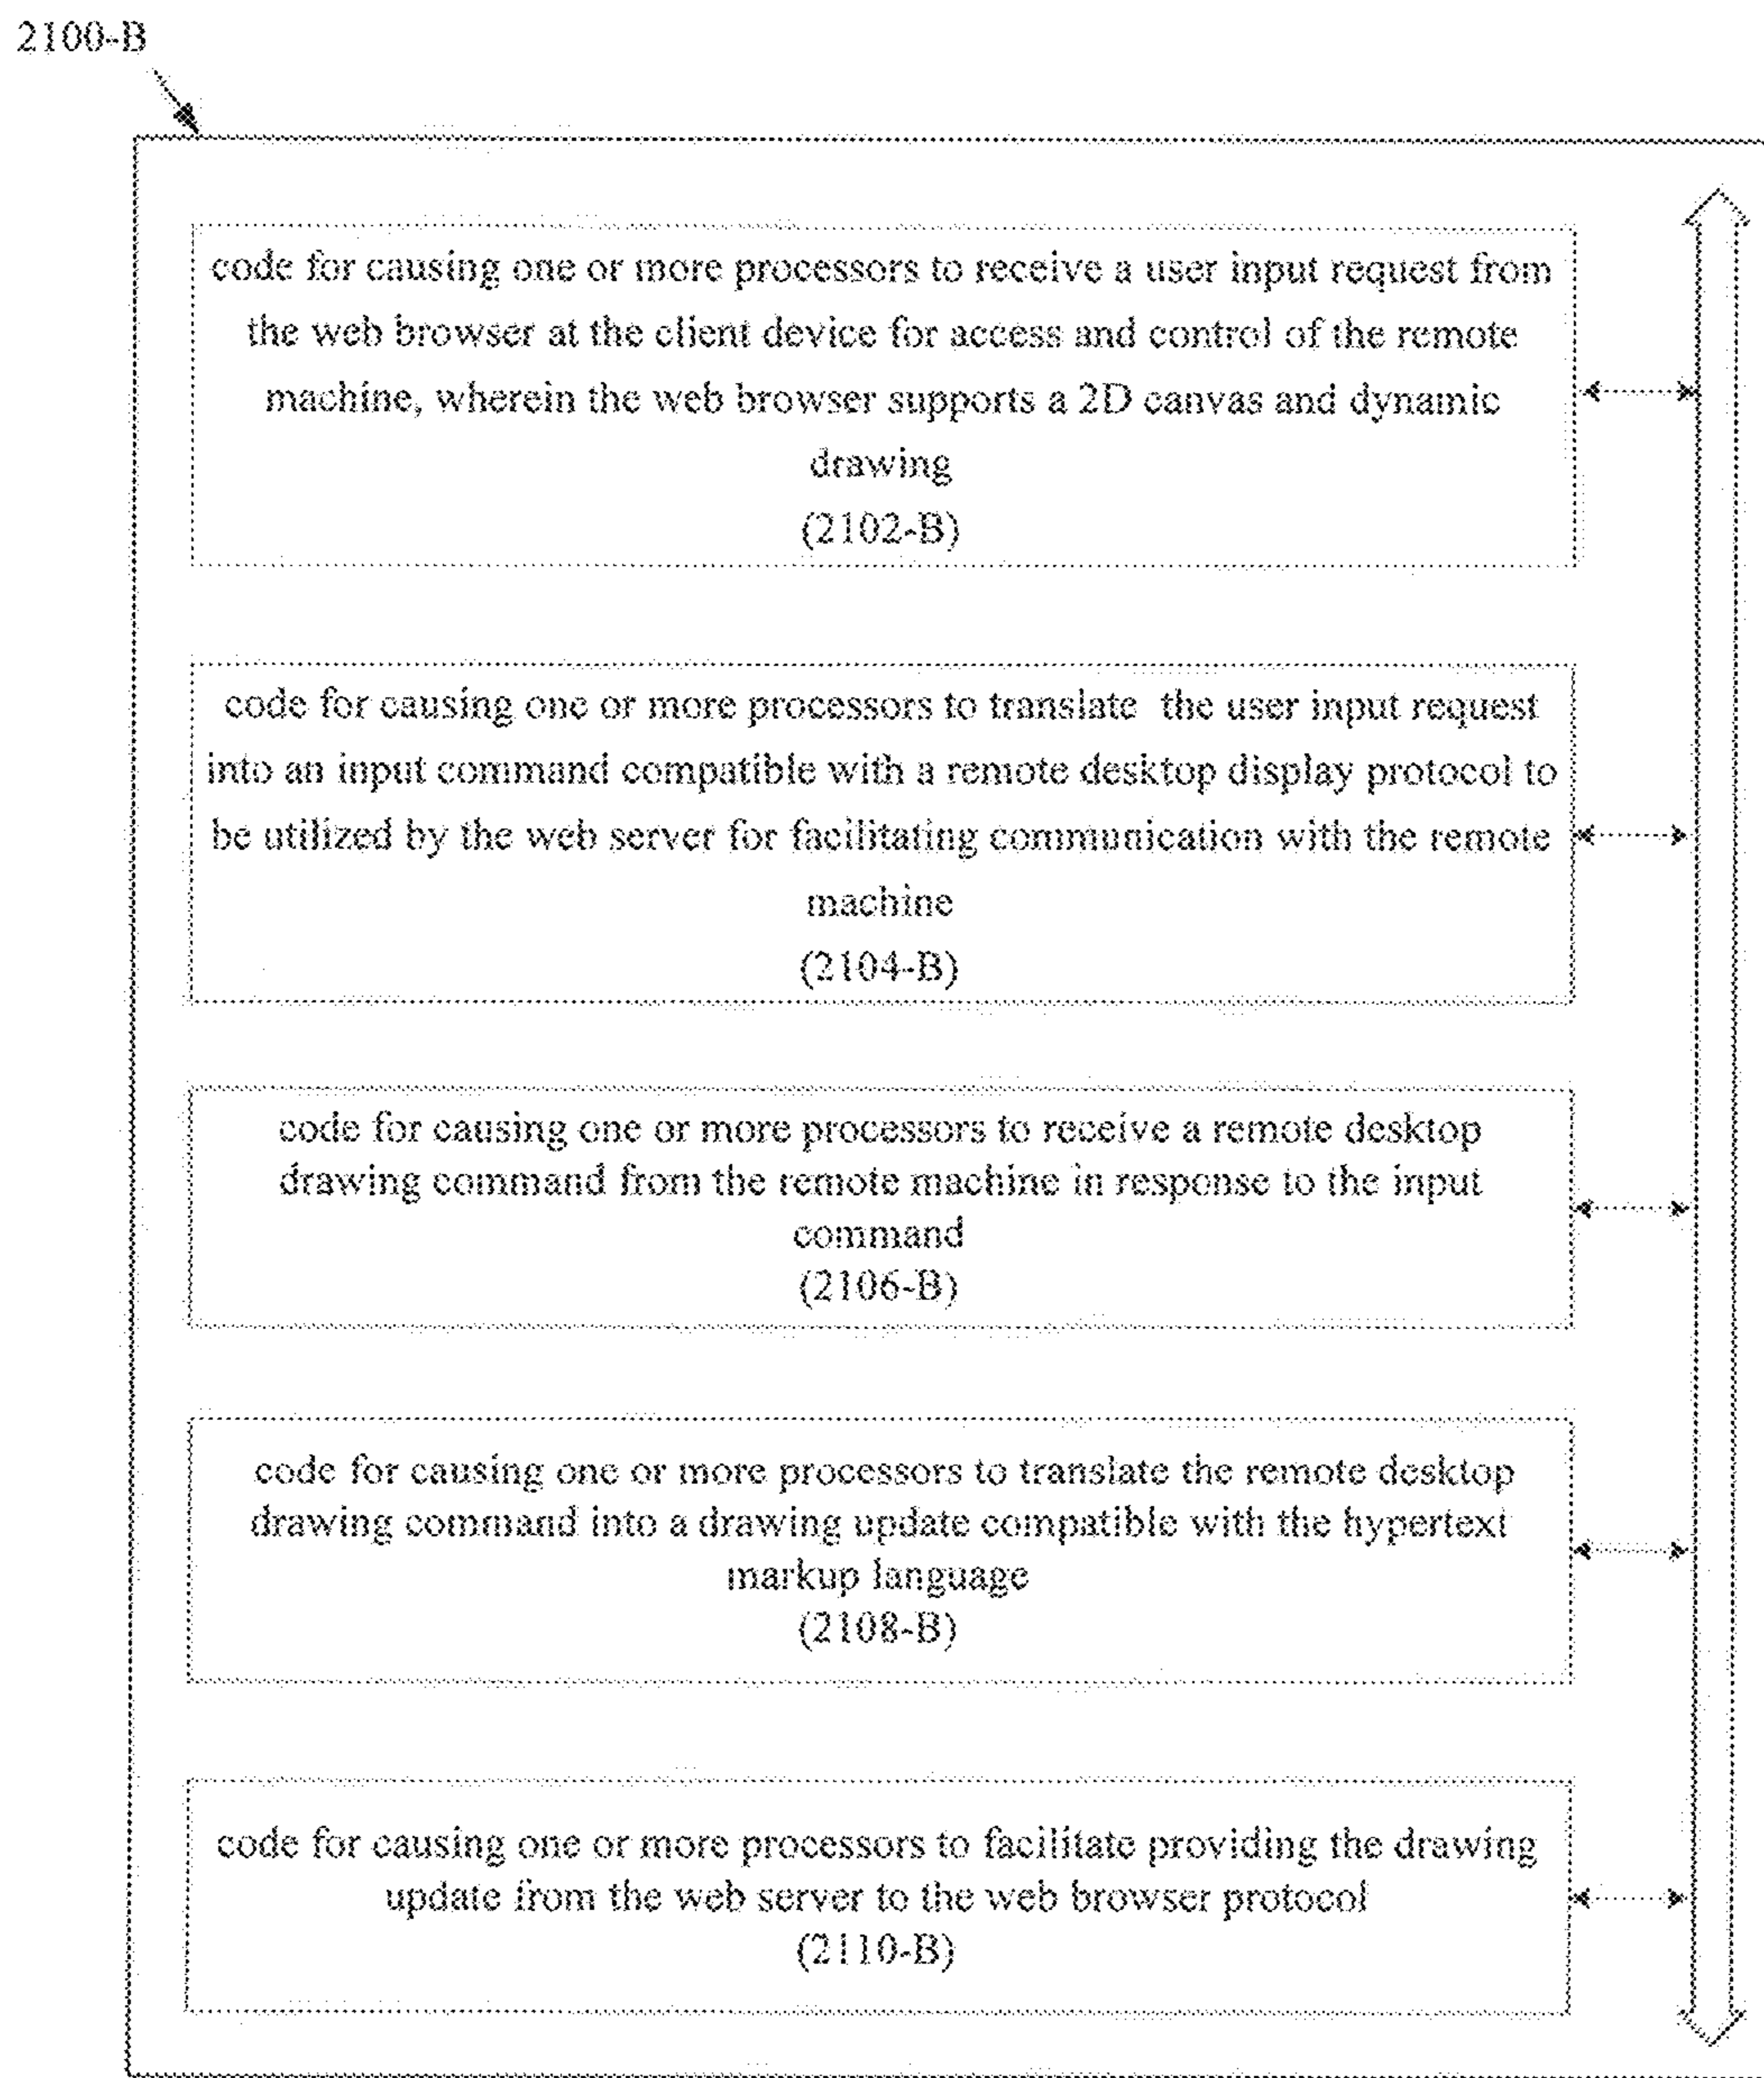 2100-B
code for causing one or more processors to receive a user input request from
the web browser at the client device for access and control of the remote
machine, wherein the web browser supports a 2D canvas and dynamic
drawing
(2102-B)
code for causing one or more processors to translate the user input request
into an input command compatible with a remote desktop display protocol to
be utilized by the web server for facilitating communication with the remote
machine
(2104-B)
code for causing one or more processors to receive a remote desktop
drawing command from the remote machine in response to the input
command
(2106-B)
code for causing one or more processors to translate the remote desktop
drawing command into a drawing update compatible with the hypertext
markup language
(2108-B)
code for causing one or more processors to facilitate providing the drawing
update from the web server to the web browser protocol
(2110-B)